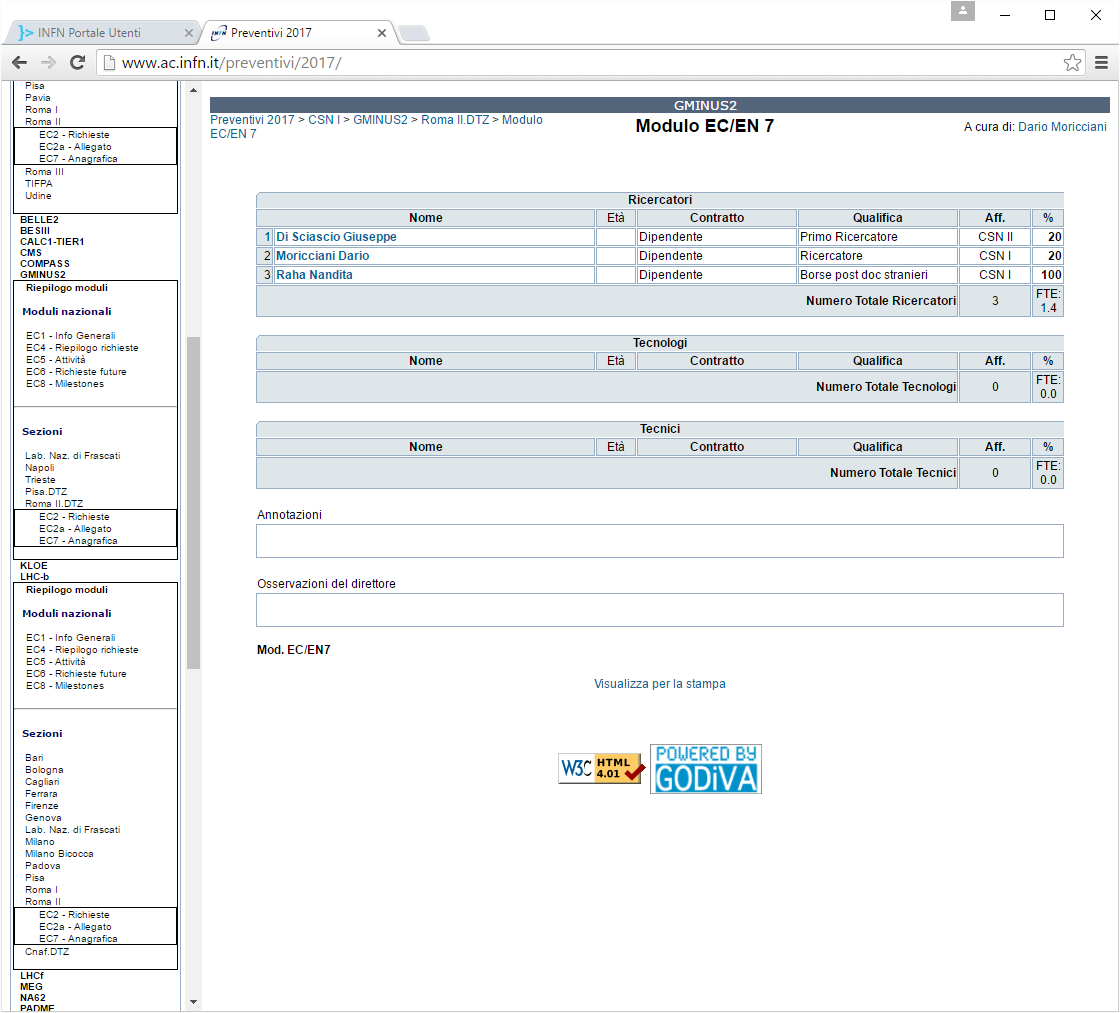 INFN Portale Utenti
Preventivi 2017
www.ac.infn.it/preventivi/2017/
Pisa
Pavia
Roma I
Roma II
EC2 - Richieste
EC2a - Allegato
EC7 - Anagrafica
Roma III
TIFPA
Udine
BELLE2
BESIII
CALC1-TIER1
CMS
COMPASS
GMINUS2
Riepilogo moduli
Moduli nazionali
EC1 - Info Generali
EC4 - Riepilogo richieste
EC5 - Attività
EC6 - Richieste future
EC8 - Milestones
Sezioni
Lab. Naz. di Frascati
Napoli
Trieste
Pisa.DTZ
Roma II.DTZ
EC2 - Richieste
EC2a - Allegato
EC7 - Anagrafica
KLOE
LHC-b
Riepilogo moduli
Moduli nazionali
EC1 - Info Generali
EC4 - Riepilogo richieste
EC5 - Attività
EC6 - Richieste future
EC8 - Milestones
Sezioni
Bari
Bologna
Cagliari
Ferrara
Firenze
Genova
Lab. Naz. di Frascati
Milano
Milano Bicocca
Padova
Pisa
Roma I
Roma II
EC2 - Richieste
EC2a - Allegato
EC7 - Anagrafica
Cnaf.DTZ
LHCf
MEG
NA62
PADME
GMINUS2
Preventivi 2017 > CSN I > GMINUS2 > Roma II.DTZ > Modulo
EC/EN 7
Modulo EC/EN 7
A cura di: Dario Moricciani
Ricercatori
Nome Età Contratto Qualifica Aff. %
1 Di Sciascio Giuseppe Dipendente Primo Ricercatore CSN II 20
2 Moricciani Dario Dipendente Ricercatore CSN I 20
3 Raha Nandita Dipendente Borse post doc stranieri CSN I 100
Numero Totale Ricercatori 3 FTE:
1.4
Tecnologi
Nome Età Contratto Qualifica Aff. %
Numero Totale Tecnologi 0 FTE:
0.0
Tecnici
Nome Età Contratto Qualifica Aff. %
Numero Totale Tecnici 0 FTE:
0.0
Annotazioni
Osservazioni del direttore
Mod. EC/EN7
Visualizza per la stampa
W3C HTML
4.01
POWERED BY
GODiVA